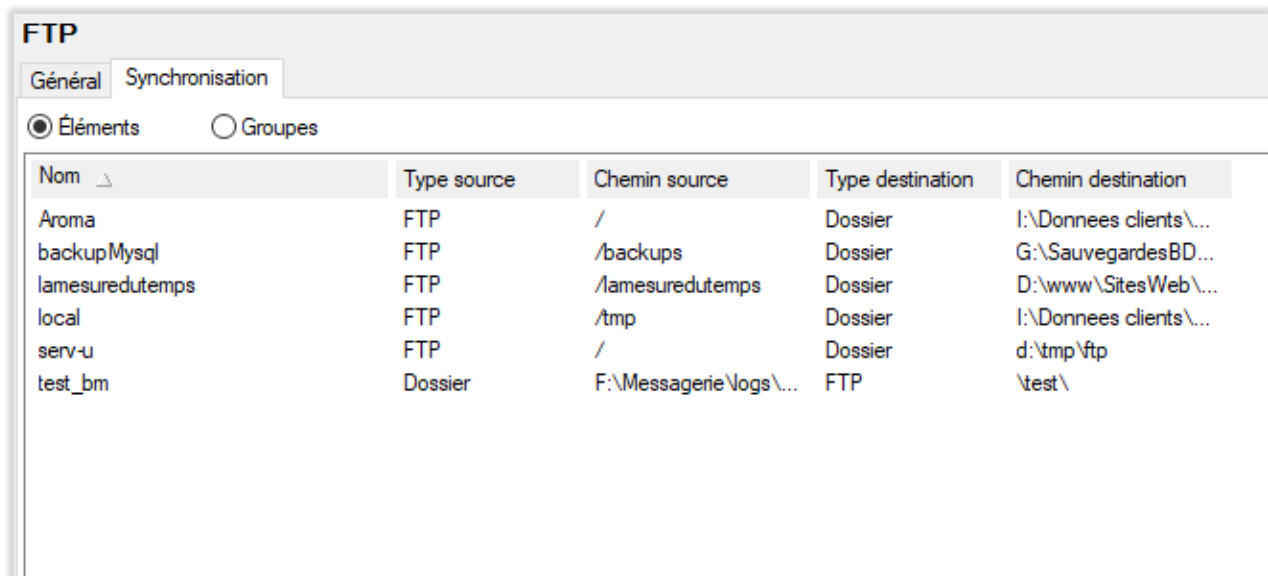 FTP
Général Synchronisation
Éléments Groupes
Nom Type source Chemin source Type destination Chemin destination
Aroma FTP / Dossier I:\Donnees clients\...
backupMysql FTP /backups Dossier G:\SauvegardesBD...
lamesuredutemps FTP /lamesuredutemps Dossier D:\www\SitesWeb\...
local FTP /tmp Dossier I:\Donnees clients\...
serv-u FTP / Dossier d:\tmp\ftp
test_bm Dossier F:\Messagerie\logs\... FTP \test\